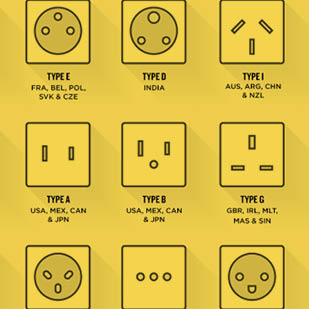 TYPE E
FRA, BEL, POL,
SVK & CZE
TYPE D
INDIA
TYPE I
AUS, ARG, CHN
& NZL
TYPE A
USA, MEX, CAN
& JPN
TYPE B
USA, MEX, CAN
& JPN
TYPE G
GBR, IRL, MLT,
MAS & SIN